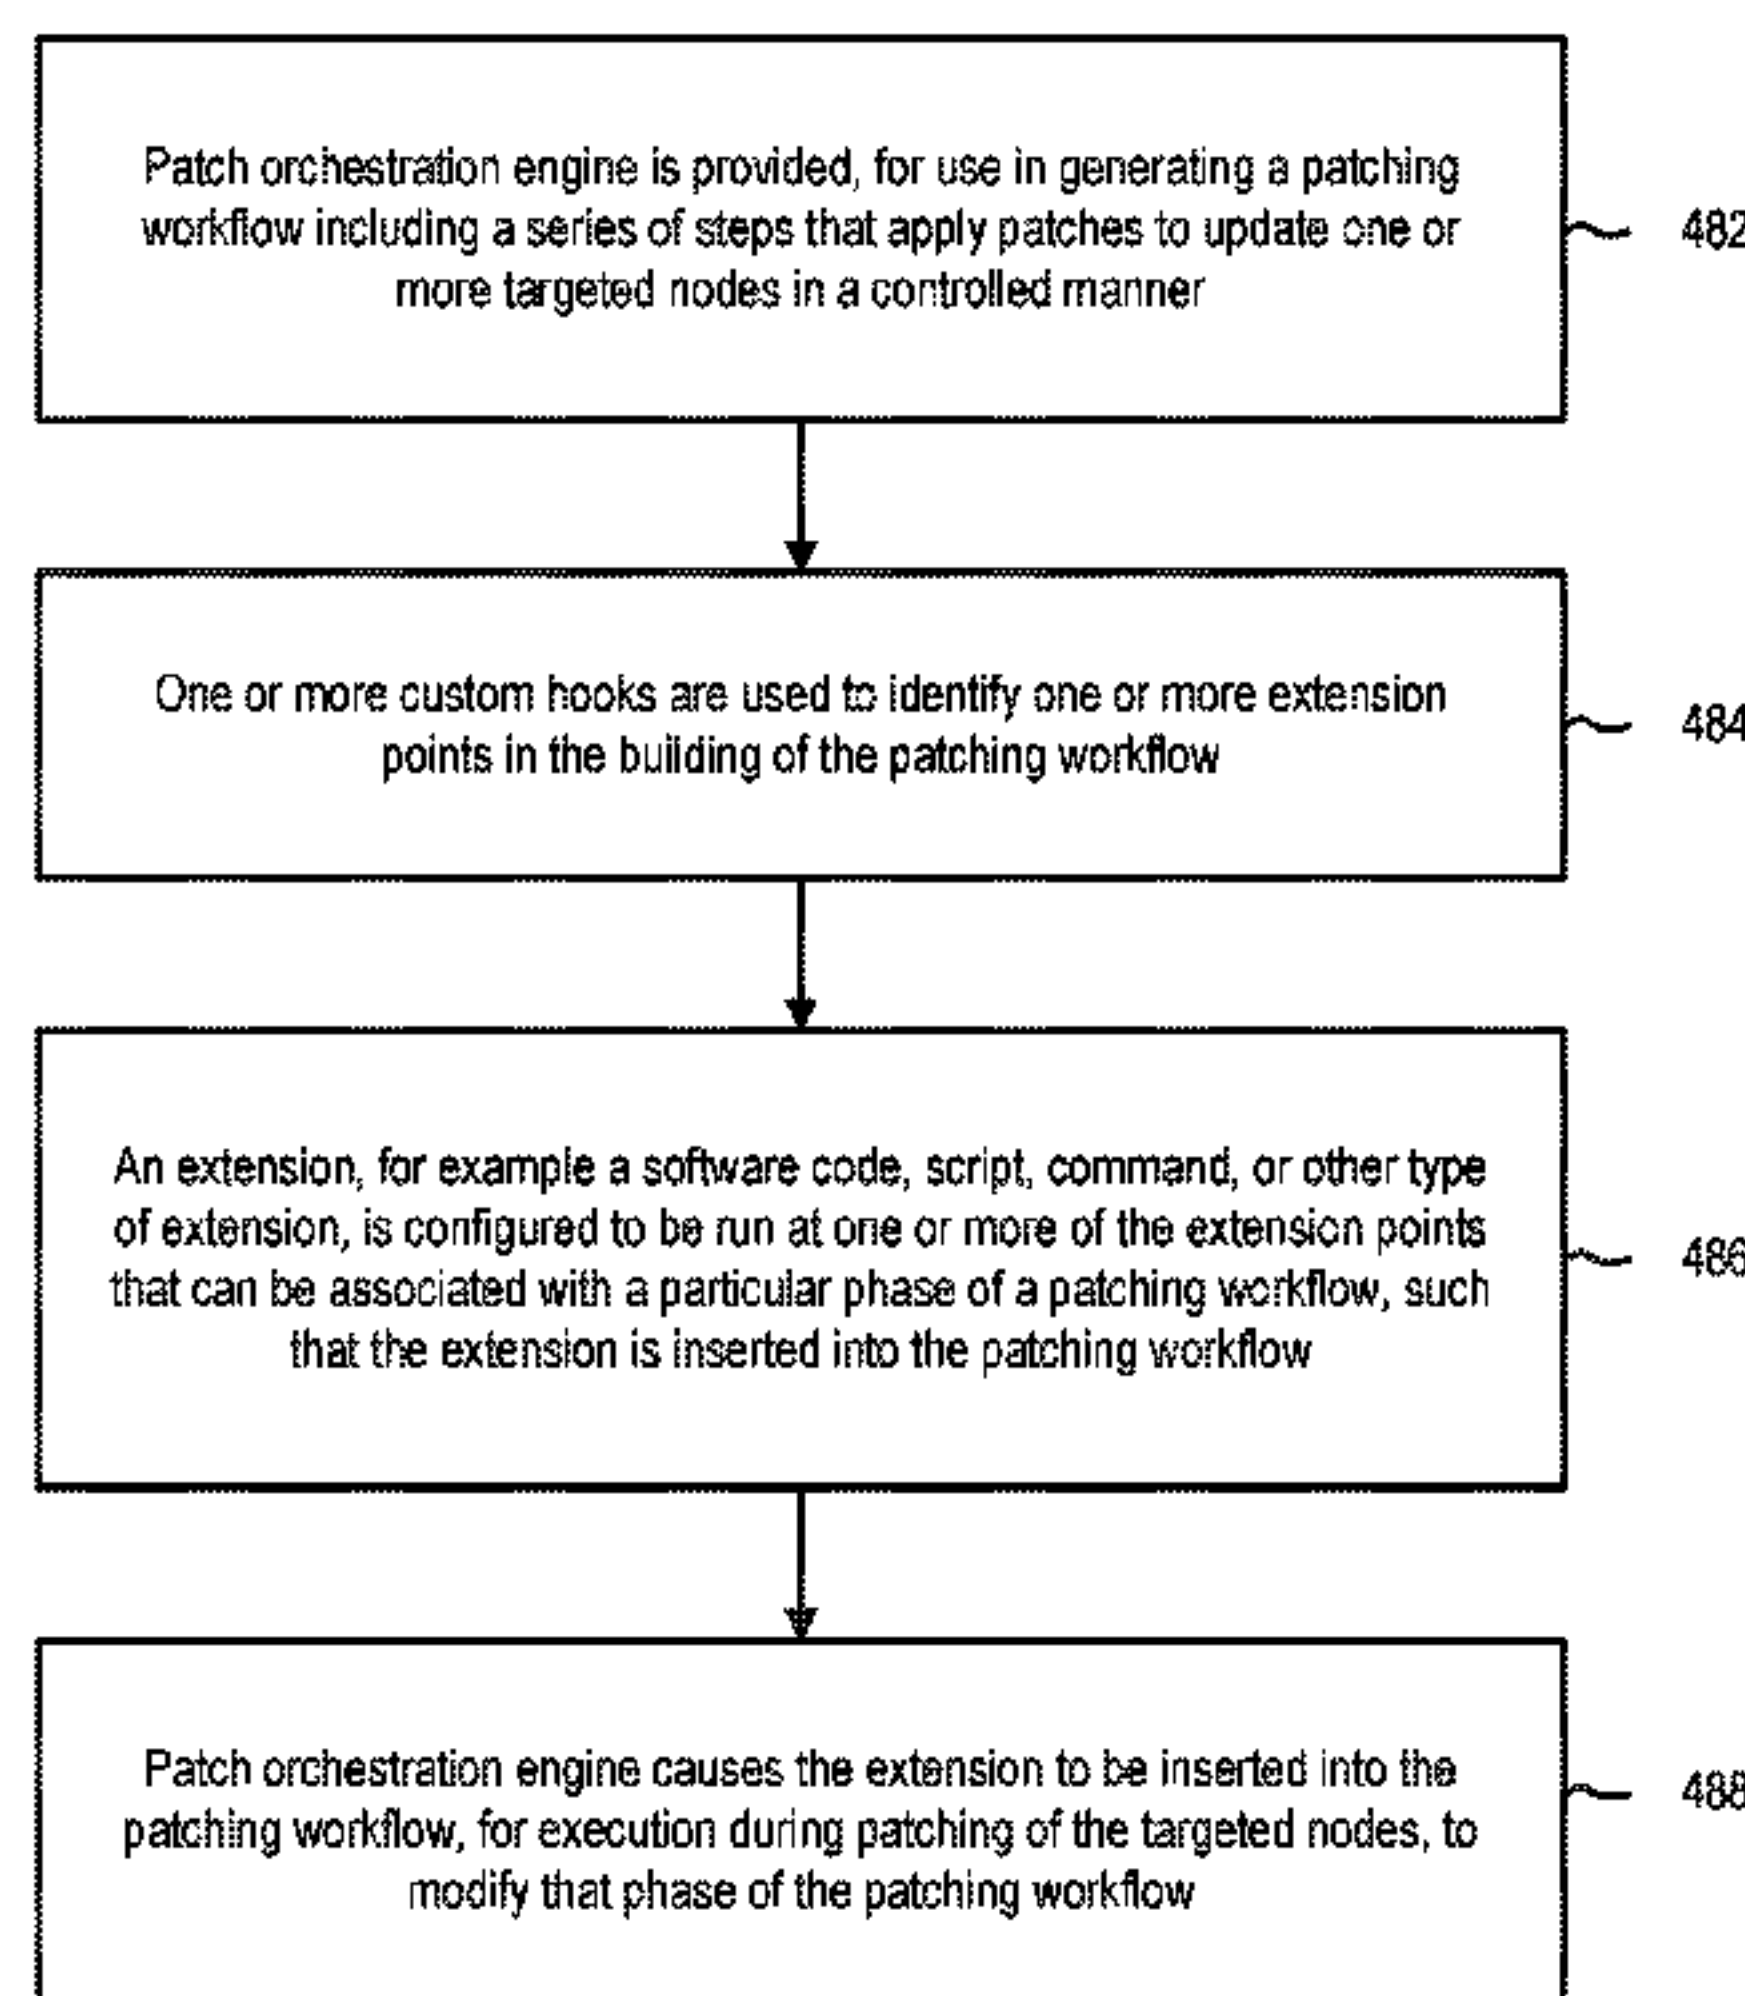 Patch orchestration engine is provided, for use in generating a patching
workflow including a series of steps that apply patches to update one or
more targeted nodes in a controlled manner
482
One or more custom hooks are used to identify one or more extension
points in the building of the patching workflow
484
An extension, for example a software code, script, command, or other type
of extension, is configured to be run at one or more of the extension points
that can be associated with a particular phase of a patching workflow, such
that the extension is inserted into the patching workflow
486
Patch orchestration engine causes the extension to be inserted into the
patching workflow, for execution during patching of the targeted nodes, to
modify that phase of the patching workflow
488